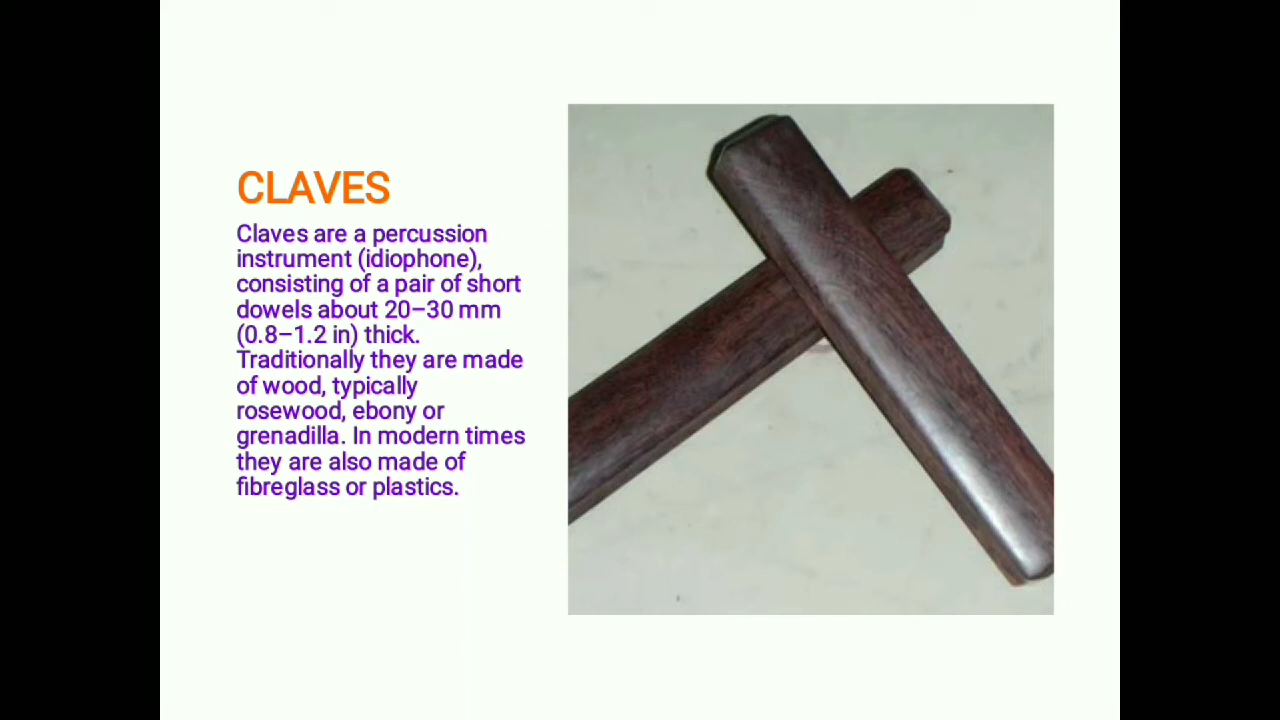 CLAVES
Claves are a percussion
instrument (idiophone),
consisting of a pair of short
dowels about 20–30 mm
(0.8–1.2 in) thick.
Traditionally they are made
of wood, typically
rosewood, ebony or
grenadilla. In modern times
they are also made of
fibreglass or plastics.